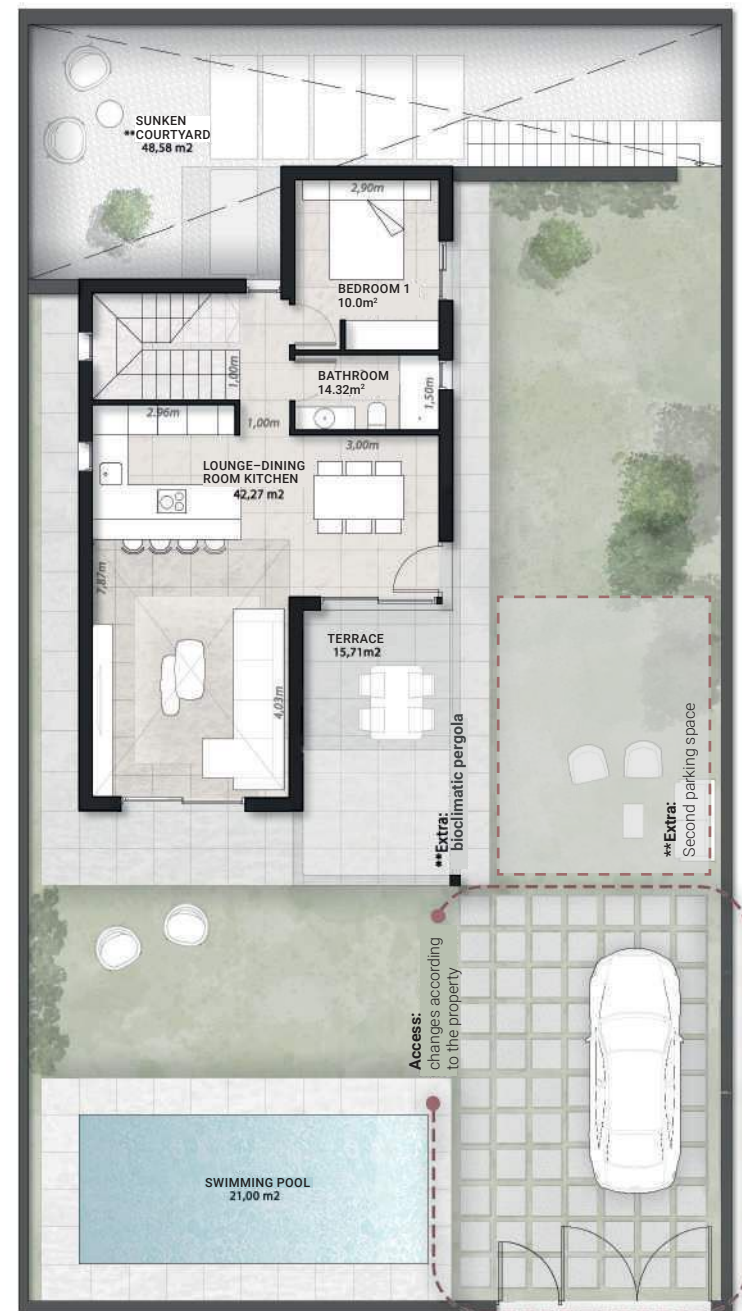 SUNKEN
**COURTYARD
48,58 m2
2,90m
BEDROOM 1
10.0m²
1,00m
BATHROOM
14.32m²
1,50m
2.96m
1,00m
3,00m
LOUNGE-DINING
ROOM KITCHEN
42,27 m2
7,87m
4,03m
TERRACE
15,71m2
**Extra:
bioclimatic pergola
**Extra:
Second parking space
Access:
changes according
to the property
SWIMMING POOL
21,00 m2